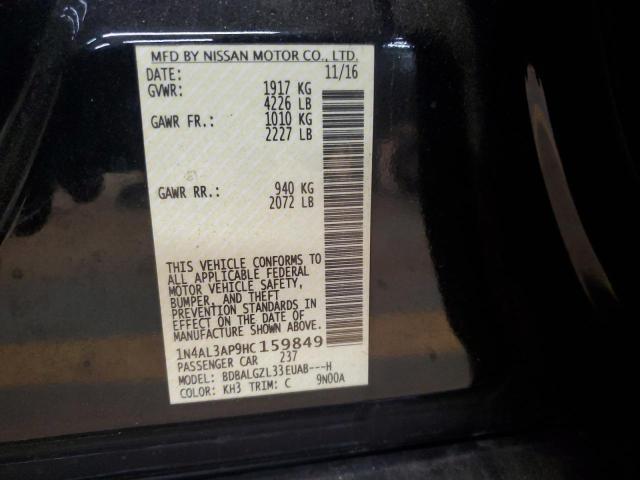 MFD BY NISSAN MOTOR CO., LTD.
DATE: 11/16
GVWR: 1917 KG
4226 LB
GAWR FR.: 1010 KG
2227 LB
GAWR RR.: 940 KG
2072 LB
THIS VEHICLE CONFORMS TO
ALL APPLICABLE FEDERAL
MOTOR VEHICLE SAFETY,
BUMPER, AND THEFT
PREVENTION STANDARDS IN
EFFECT ON THE DATE OF
MANUFACTURE SHOWN ABOVE.
1N4AL3AP9HC159849
PASSENGER CAR 237
MODEL: BDBALGZL33EUAB---H
COLOR: KH3 TRIM: C 9N00A